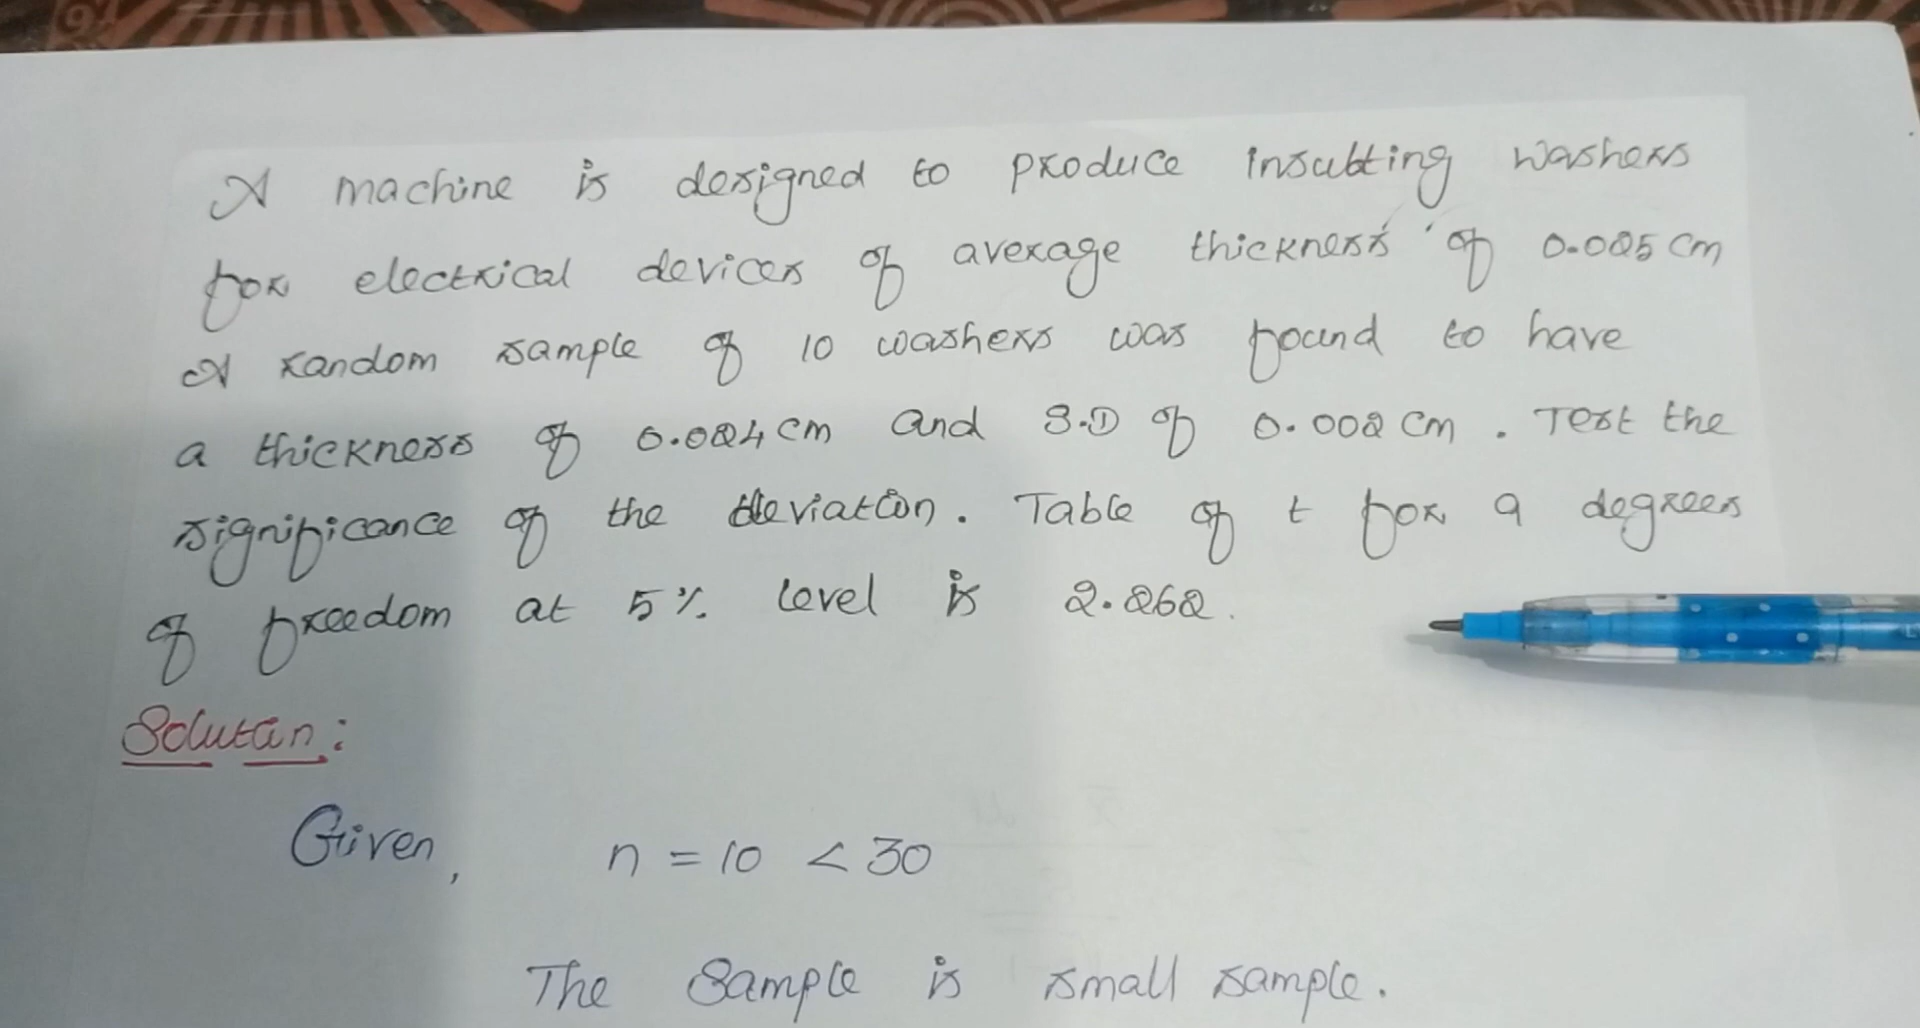 A machine is designed to produce insulting washers
for electrical devices of average thickness of 0.025 cm
A random sample of 10 washers was found to have
a thickness of 0.024 cm and S.D of 0.002 cm . Test the
significance of the deviation. Table of t for 9 degrees
of freedom at 5% level is 2.262.
Solution:
Given, n = 10 < 30
The Sample is small sample.